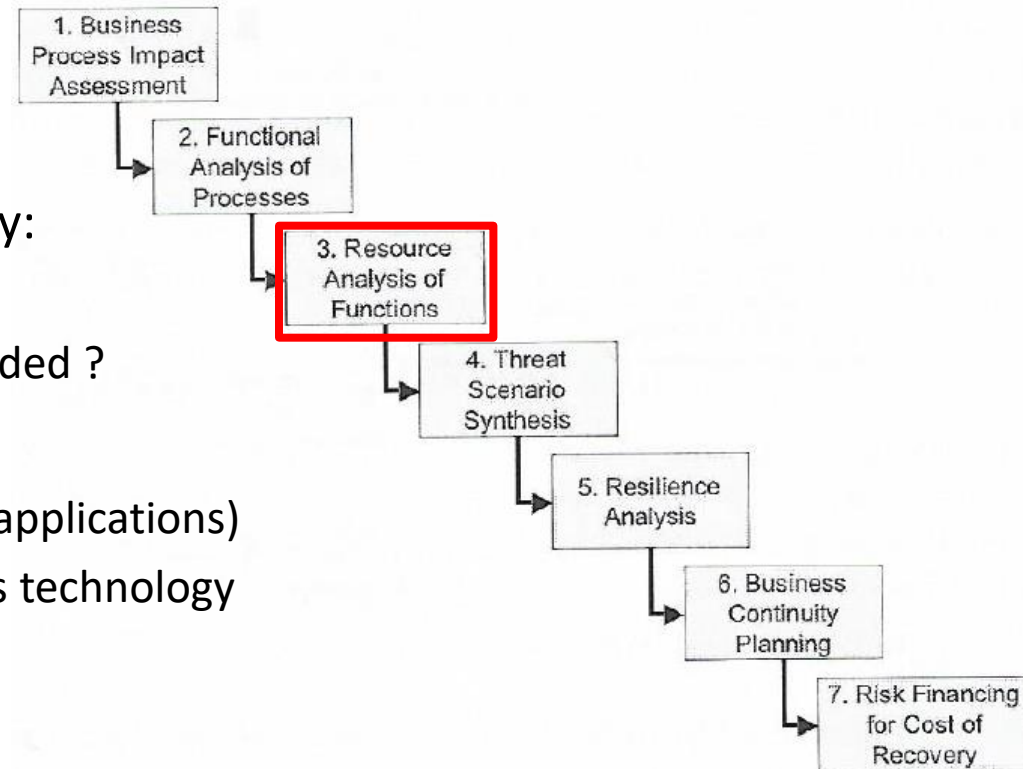 1. Business
Process Impact
Assessment
2. Functional
Analysis of
Processes
y:
3. Resource
Analysis of
Functions
ded ?
4. Threat
Scenario
Synthesis
applications)
5. Resilience
Analysis
s technology
6. Business
Continuity
Planning
7. Risk Financing
for Cost of
Recovery